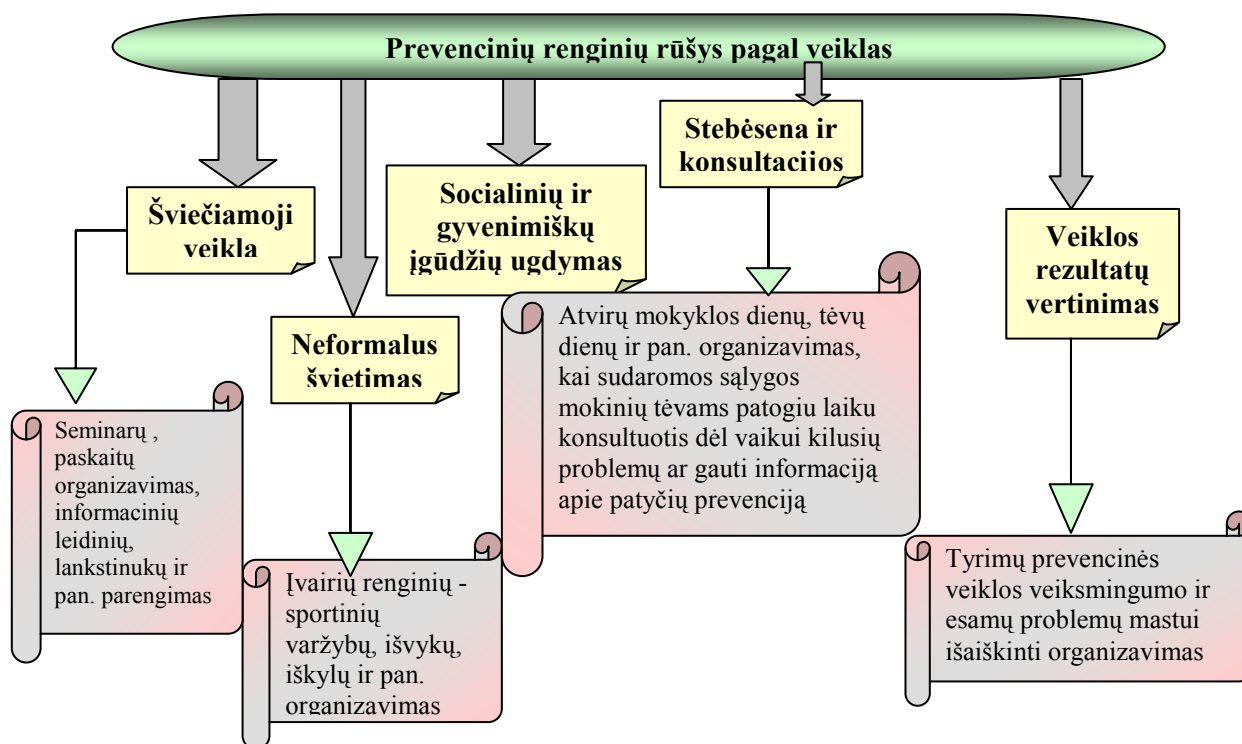 Prevencinių renginių rūšys pagal veiklas
Šviečiamoji
veikla
Neformalus
švietimas
Socialinių ir
gyvenimiškų
įgūdžių ugdymas
Stebėsena ir
konsultacijos
Veiklos
rezultatų
vertinimas
Seminarų ,
paskaitų
organizavimas,
informacinių
leidinių,
lankstinukų ir
pan. parengimas
Įvairių renginių -
sportinių
varžybų, išvykų,
iškylų ir pan.
organizavimas
Atvirų mokyklos dienų, tėvų
dienų ir pan. organizavimas,
kai sudaromos sąlygos
mokinių tėvams patogiu laiku
konsultuotis dėl vaikui kilusių
problemų ar gauti informaciją
apie patyčių prevenciją
Tyrimų prevencinės
veiklos veiksmingumo ir
esamų problemų mastui
išaiškinti organizavimas